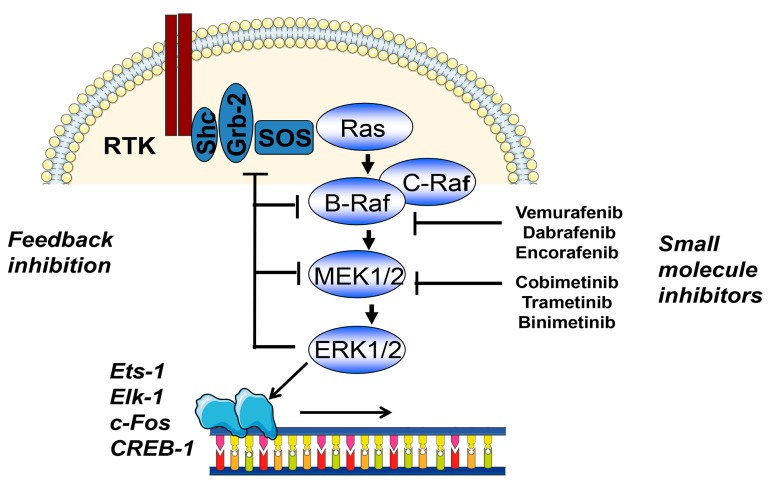 Shc
Grb-2
SOS
Ras
RTK
C-Raf
B-Raf
Vemurafenib
Dabrafenib
Encorafenib
Feedback
inhibition
Small
molecule
inhibitors
MEK1/2
Cobimetinib
Trametinib
Binimetinib
ERK1/2
Ets-1
Elk-1
c-Fos
CREB-1